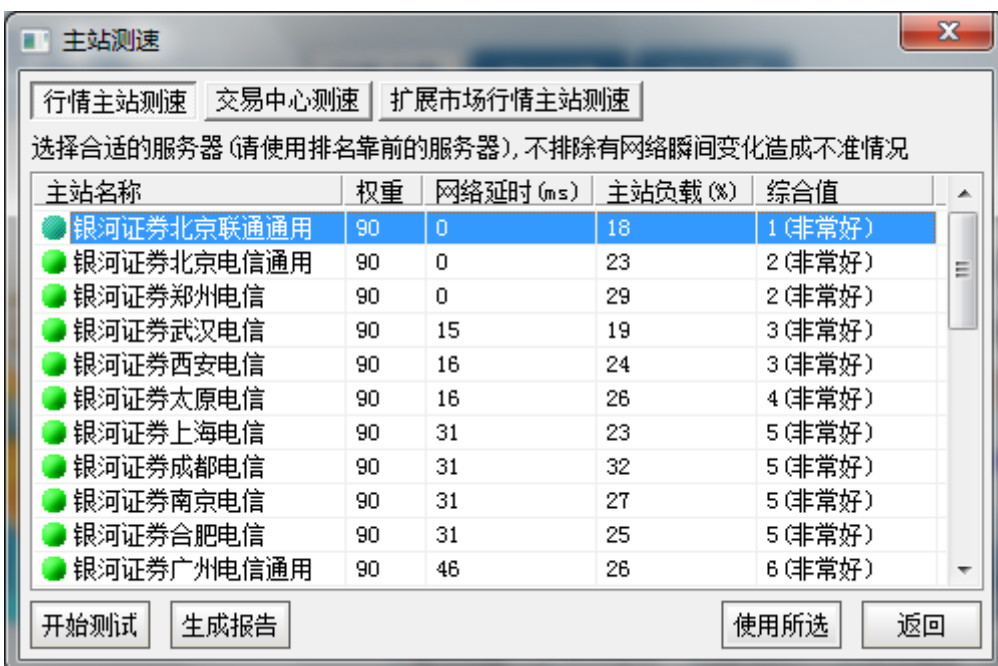 主站测速
行情主站测速 交易中心测速 扩展市场行情主站测速
选择合适的服务器(请使用排名靠前的服务器),不排除有网络瞬间变化造成不准情况
主站名称 权重 网络延时(ms) 主站负载(%) 综合值
银河证券北京联通通用 90 0 18 1(非常好)
银河证券北京电信通用 90 0 23 2(非常好)
银河证券郑州电信 90 0 29 2(非常好)
银河证券武汉电信 90 15 19 3(非常好)
银河证券西安电信 90 16 24 3(非常好)
银河证券太原电信 90 16 26 4(非常好)
银河证券上海电信 90 31 23 5(非常好)
银河证券成都电信 90 31 32 5(非常好)
银河证券南京电信 90 31 27 5(非常好)
银河证券合肥电信 90 31 25 5(非常好)
银河证券广州电信通用 90 46 26 6(非常好)
开始测试 生成报告 使用所选 返回